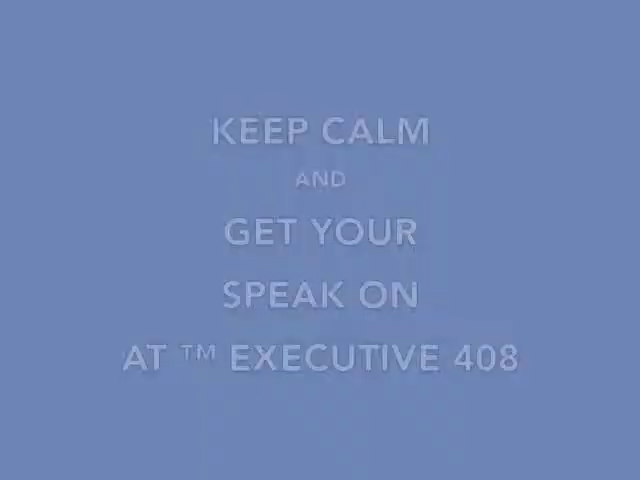 KEEP CALM
AND
GET YOUR
SPEAK ON
AT ™ EXECUTIVE 408